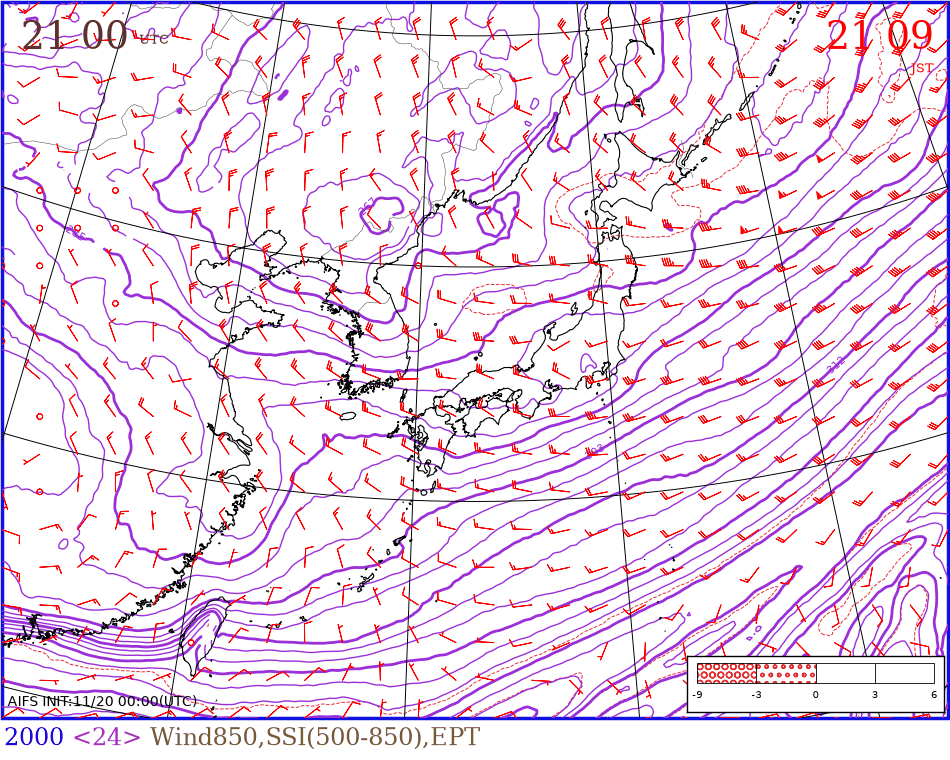 21 00 UTC
21 09
JST
312
AIFS INIT:11/20 00:00(UTC)
-9 -3 0 3 6
2000 <24> Wind850,SSI(500-850),EPT